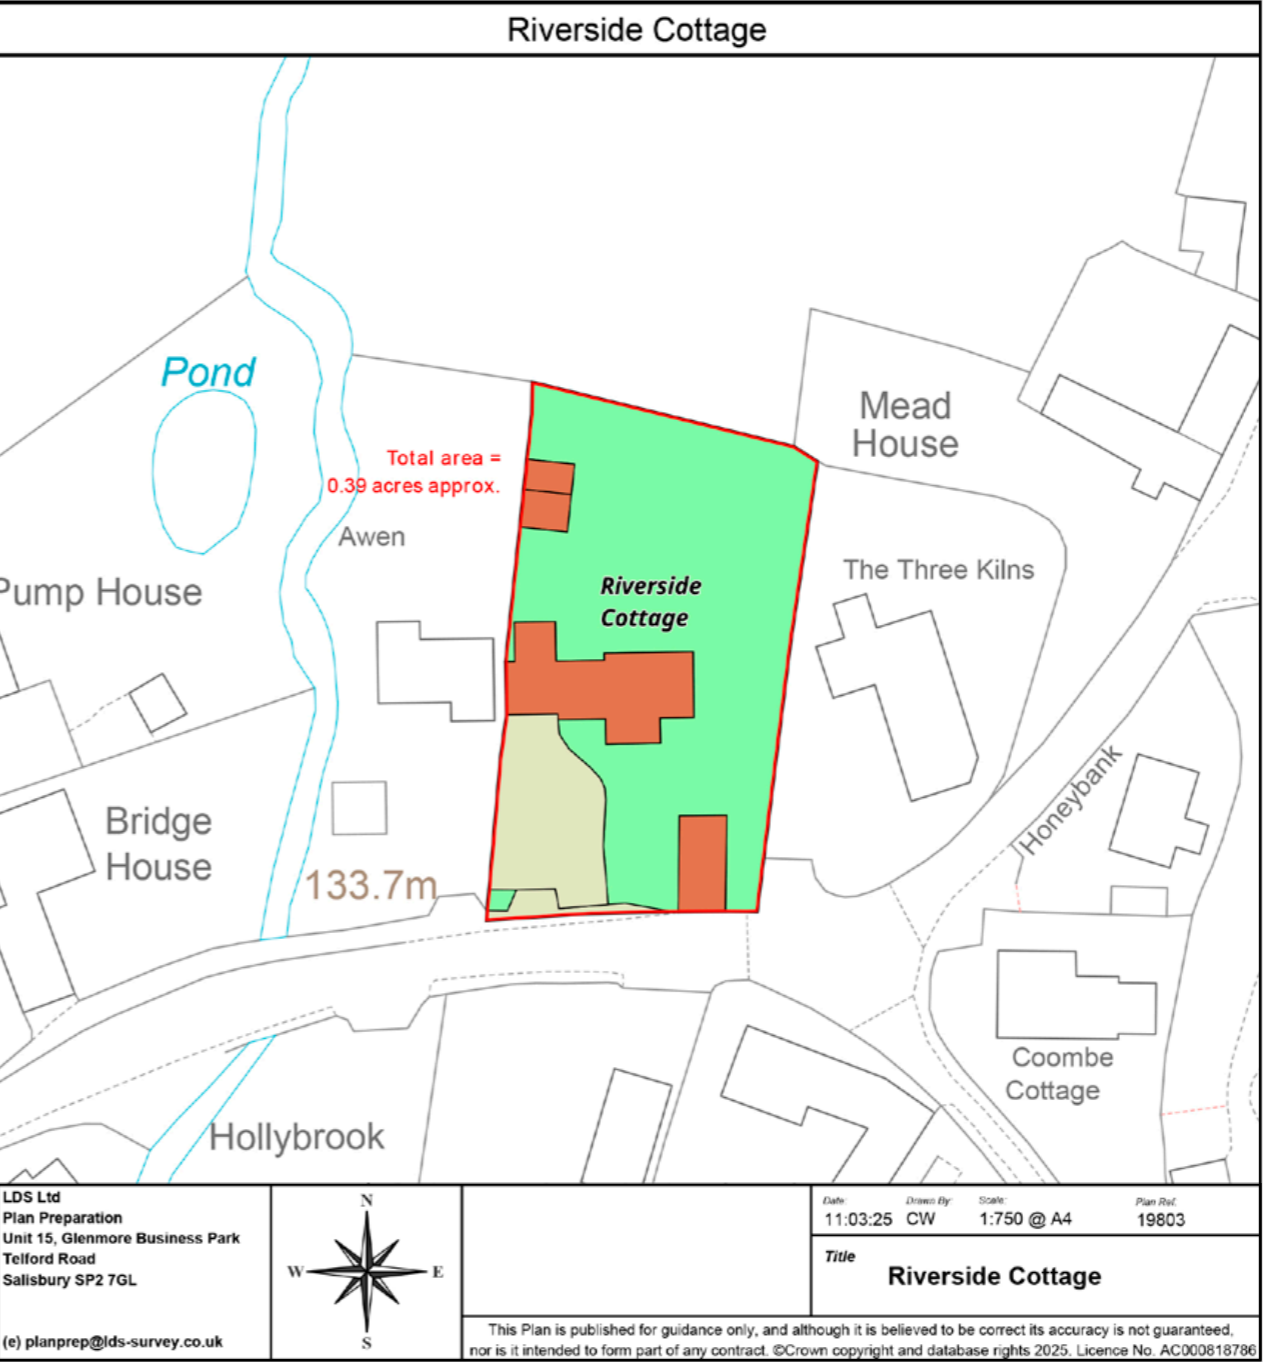 Riverside Cottage
Pond
Mead
House
Total area =
0.39 acres approx.
Awen
The Three Kilns
Riverside
Cottage
Pump House
Honeybank
Bridge
House
133.7m
Coombe
Cottage
Hollybrook
LDS Ltd
Plan Preparation
Unit 15, Glenmore Business Park
Telford Road
Salisbury SP2 7GL
(e) planprep@lds-survey.co.uk
N
W
E
S
Date: Drawn By: Scale: Plan Ref:
11:03:25 CW 1:750 @ A4 19803
Title
Riverside Cottage
This Plan is published for guidance only, and although it is believed to be correct its accuracy is not guaranteed,
nor is it intended to form part of any contract. ©Crown copyright and database rights 2025. Licence No. AC000818786